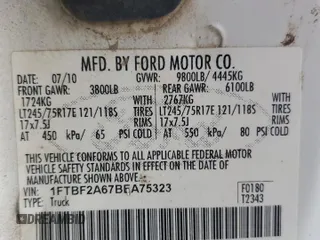 MFD. BY FORD MOTOR CO.
DATE: 07/10 GVWR: 9800LB/ 4445KG
FRONT GAWR: 3800LB REAR GAWR: 6100LB
1724KG WITH 2767KG WITH
LT245/75R17E 121/118S TIRES LT245/75R17E 121/118S TIRES
17x7.5J RIMS 17x7.5J RIMS
AT 450 kPa/ 65 PSI COLD AT 550 kPa/ 80 PSI COLD
THIS VEHICLE CONFORMS TO ALL APPLICABLE FEDERAL MOTOR
VEHICLE SAFETY STANDARDS IN EFFECT ON THE DATE OF
MANUFACTURE SHOWN ABOVE.
VIN: 1FTBF2A67BEA75323 F0180
TYPE: Truck T2343
DREAMBID